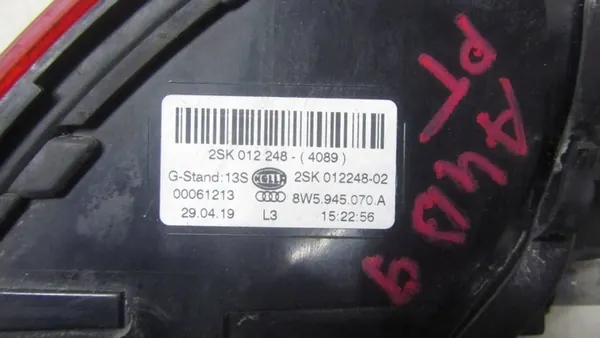 2SK 012 248 - ( 4089 )
G-Stand: 13S HELLA 2SK 012248-02
00061213 8W5.945.070.A
29.04.19 L3 15:22:56
PT